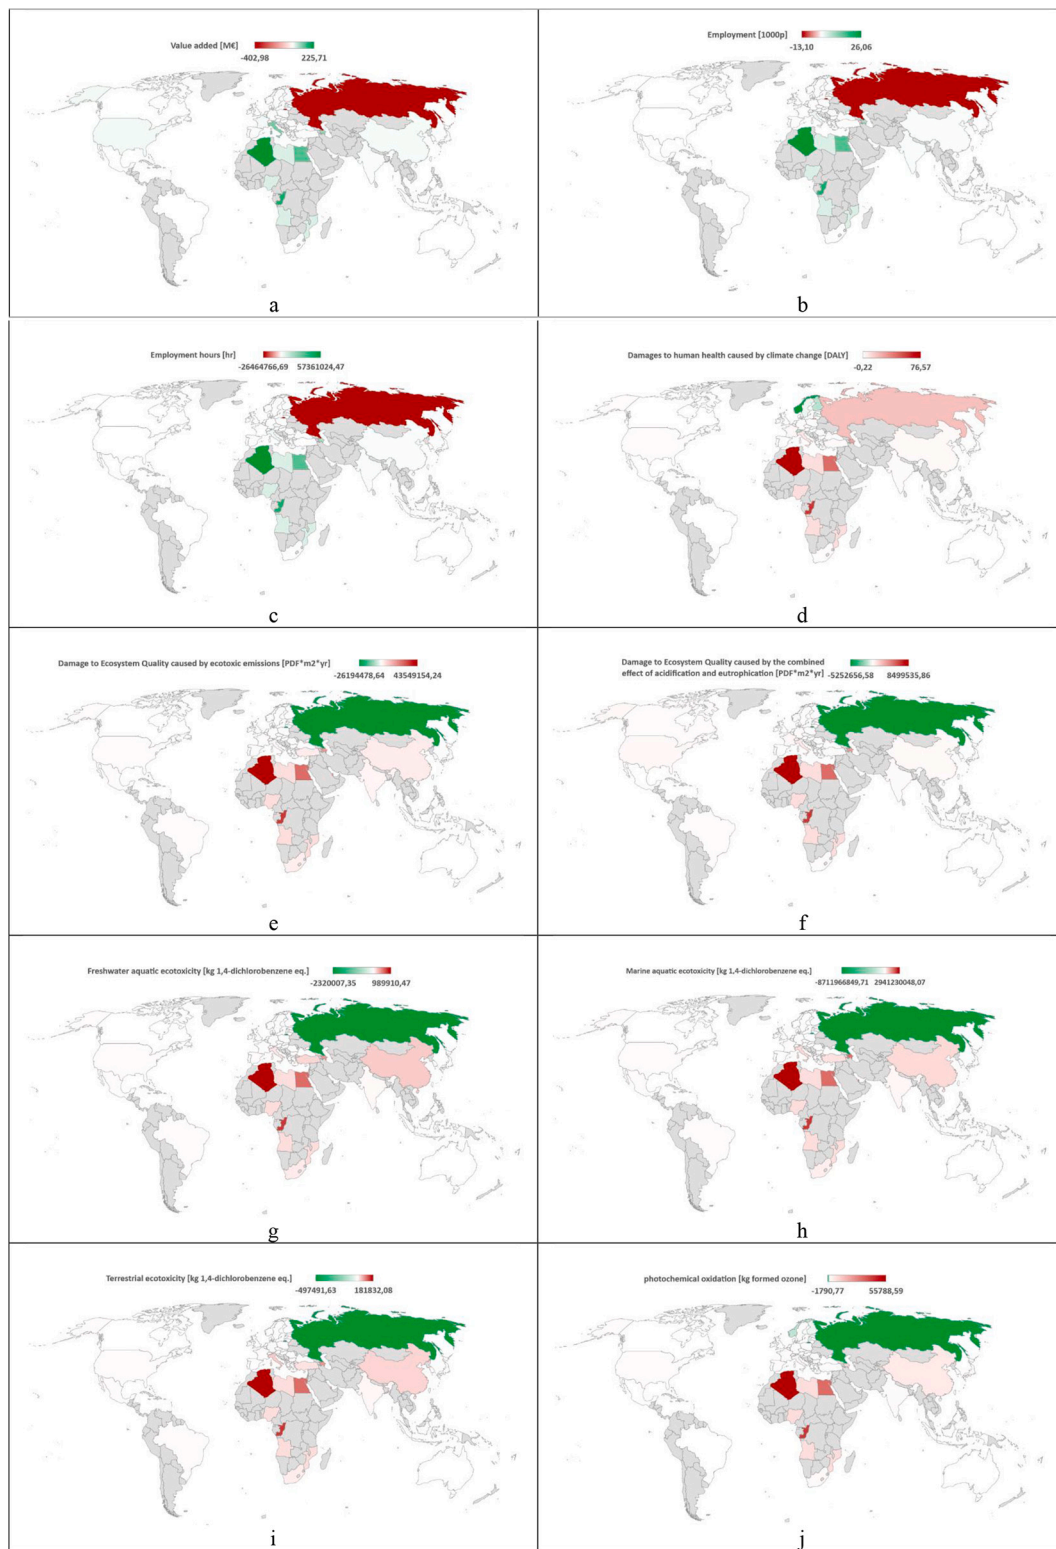 Value added [M€]
-402,98 225,71
a
Employment [1000p]
-13,10 26,06
b
Employment hours [hr]
-26464766,69 57361024,47
c
Damages to human health caused by climate change [DALY]
-0,22 76,57
d
Damage to Ecosystem Quality caused by ecotoxic emissions [PDF*m2*yr]
-26194478,64 43549154,24
e
Damage to Ecosystem Quality caused by the combined
effect of acidification and eutrophication [PDF*m2*yr]
-5252656,58 8499535,86
f
Freshwater aquatic ecotoxicity [kg 1,4-dichlorobenzene eq.]
-2320007,35 989910,47
g
Marine aquatic ecotoxicity [kg 1,4-dichlorobenzene eq.]
-8711966849,71 2941230048,07
h
Terrestrial ecotoxicity [kg 1,4-dichlorobenzene eq.]
-497491,63 181832,08
i
photochemical oxidation [kg formed ozone]
-1790,77 55788,59
j